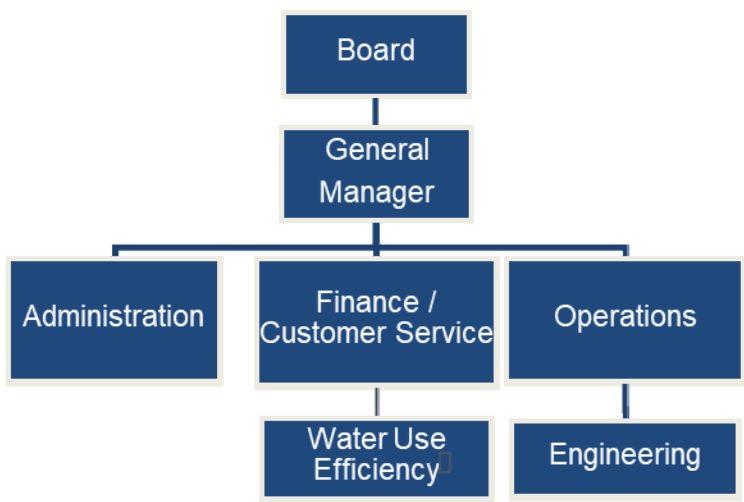 Board
General
Manager
Administration
Finance /
Customer Service
Operations
Water Use
Efficiency
Engineering